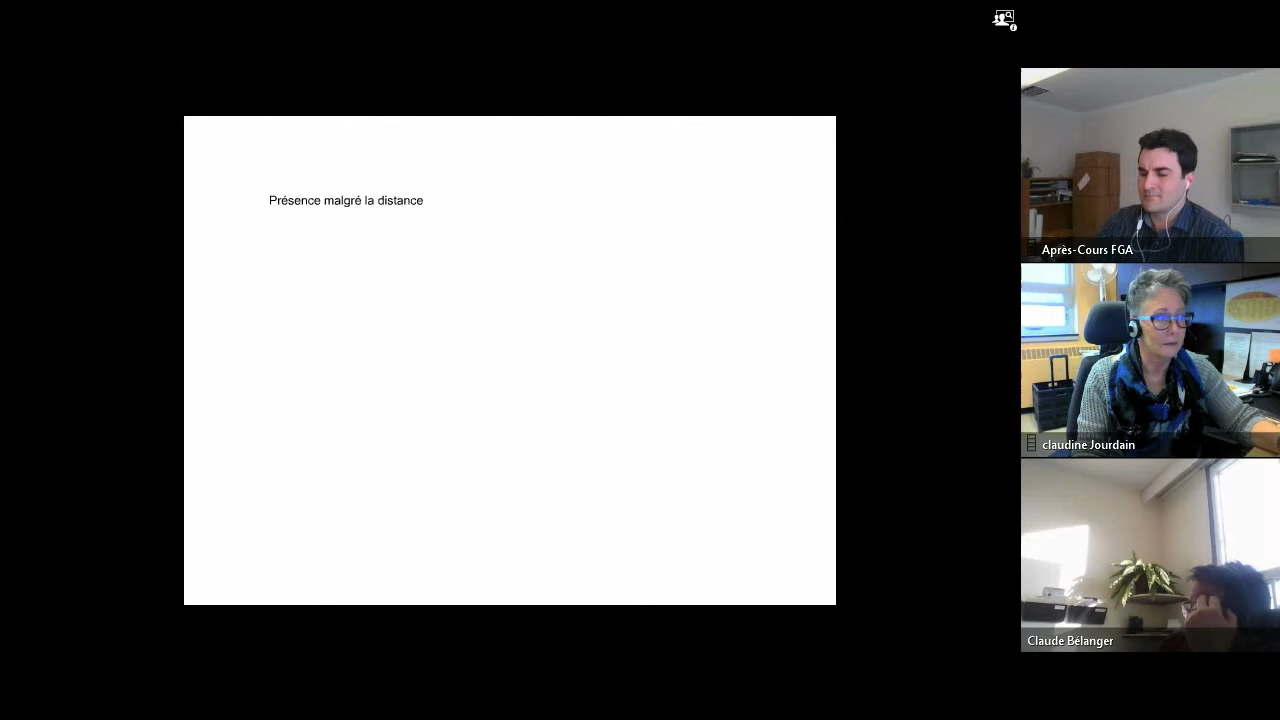 Présence malgré la distance
Après-Cours FGA
claudine Jourdain
Claude Bélanger